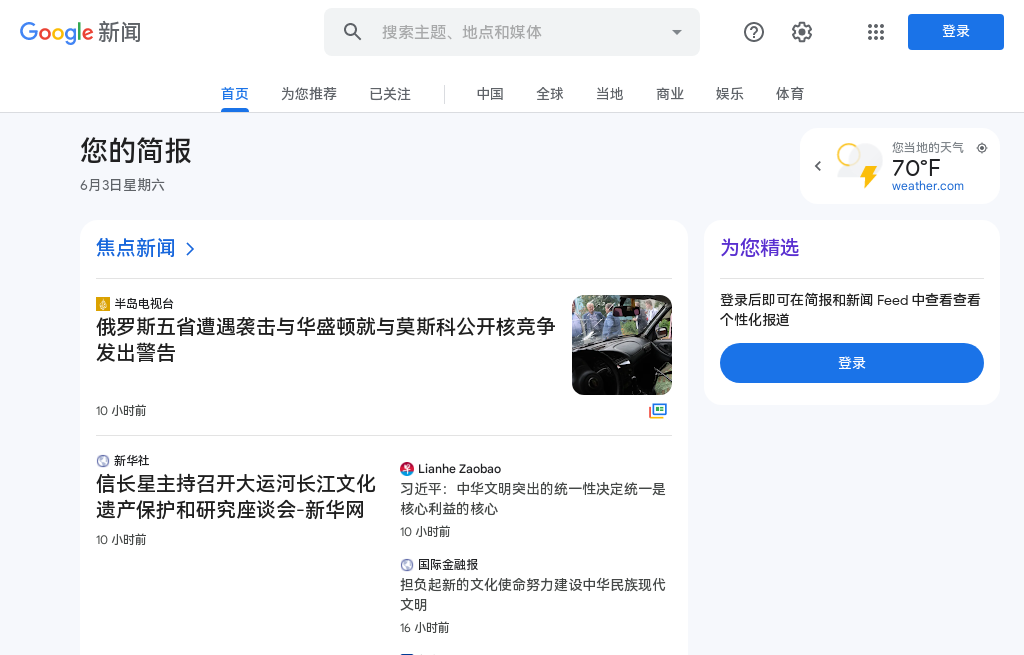 Google 新闻
搜索主题、地点和媒体
登录
首页
为您推荐
已关注
中国
全球
当地
商业
娱乐
体育
您的简报
6月3日星期六
您当地的天气
70°F
weather.com
焦点新闻
半岛电视台
俄罗斯五省遭遇袭击与华盛顿就与莫斯科公开核竞争
发出警告
10 小时前
新华社
信长星主持召开大运河长江文化
遗产保护和研究座谈会-新华网
10 小时前
Lianhe Zaobao
习近平：中华文明突出的统一性决定统一是
核心利益的核心
10 小时前
国际金融报
担负起新的文化使命努力建设中华民族现代
文明
16 小时前
为您精选
登录后即可在简报和新闻 Feed 中查看查看
个性化报道
登录